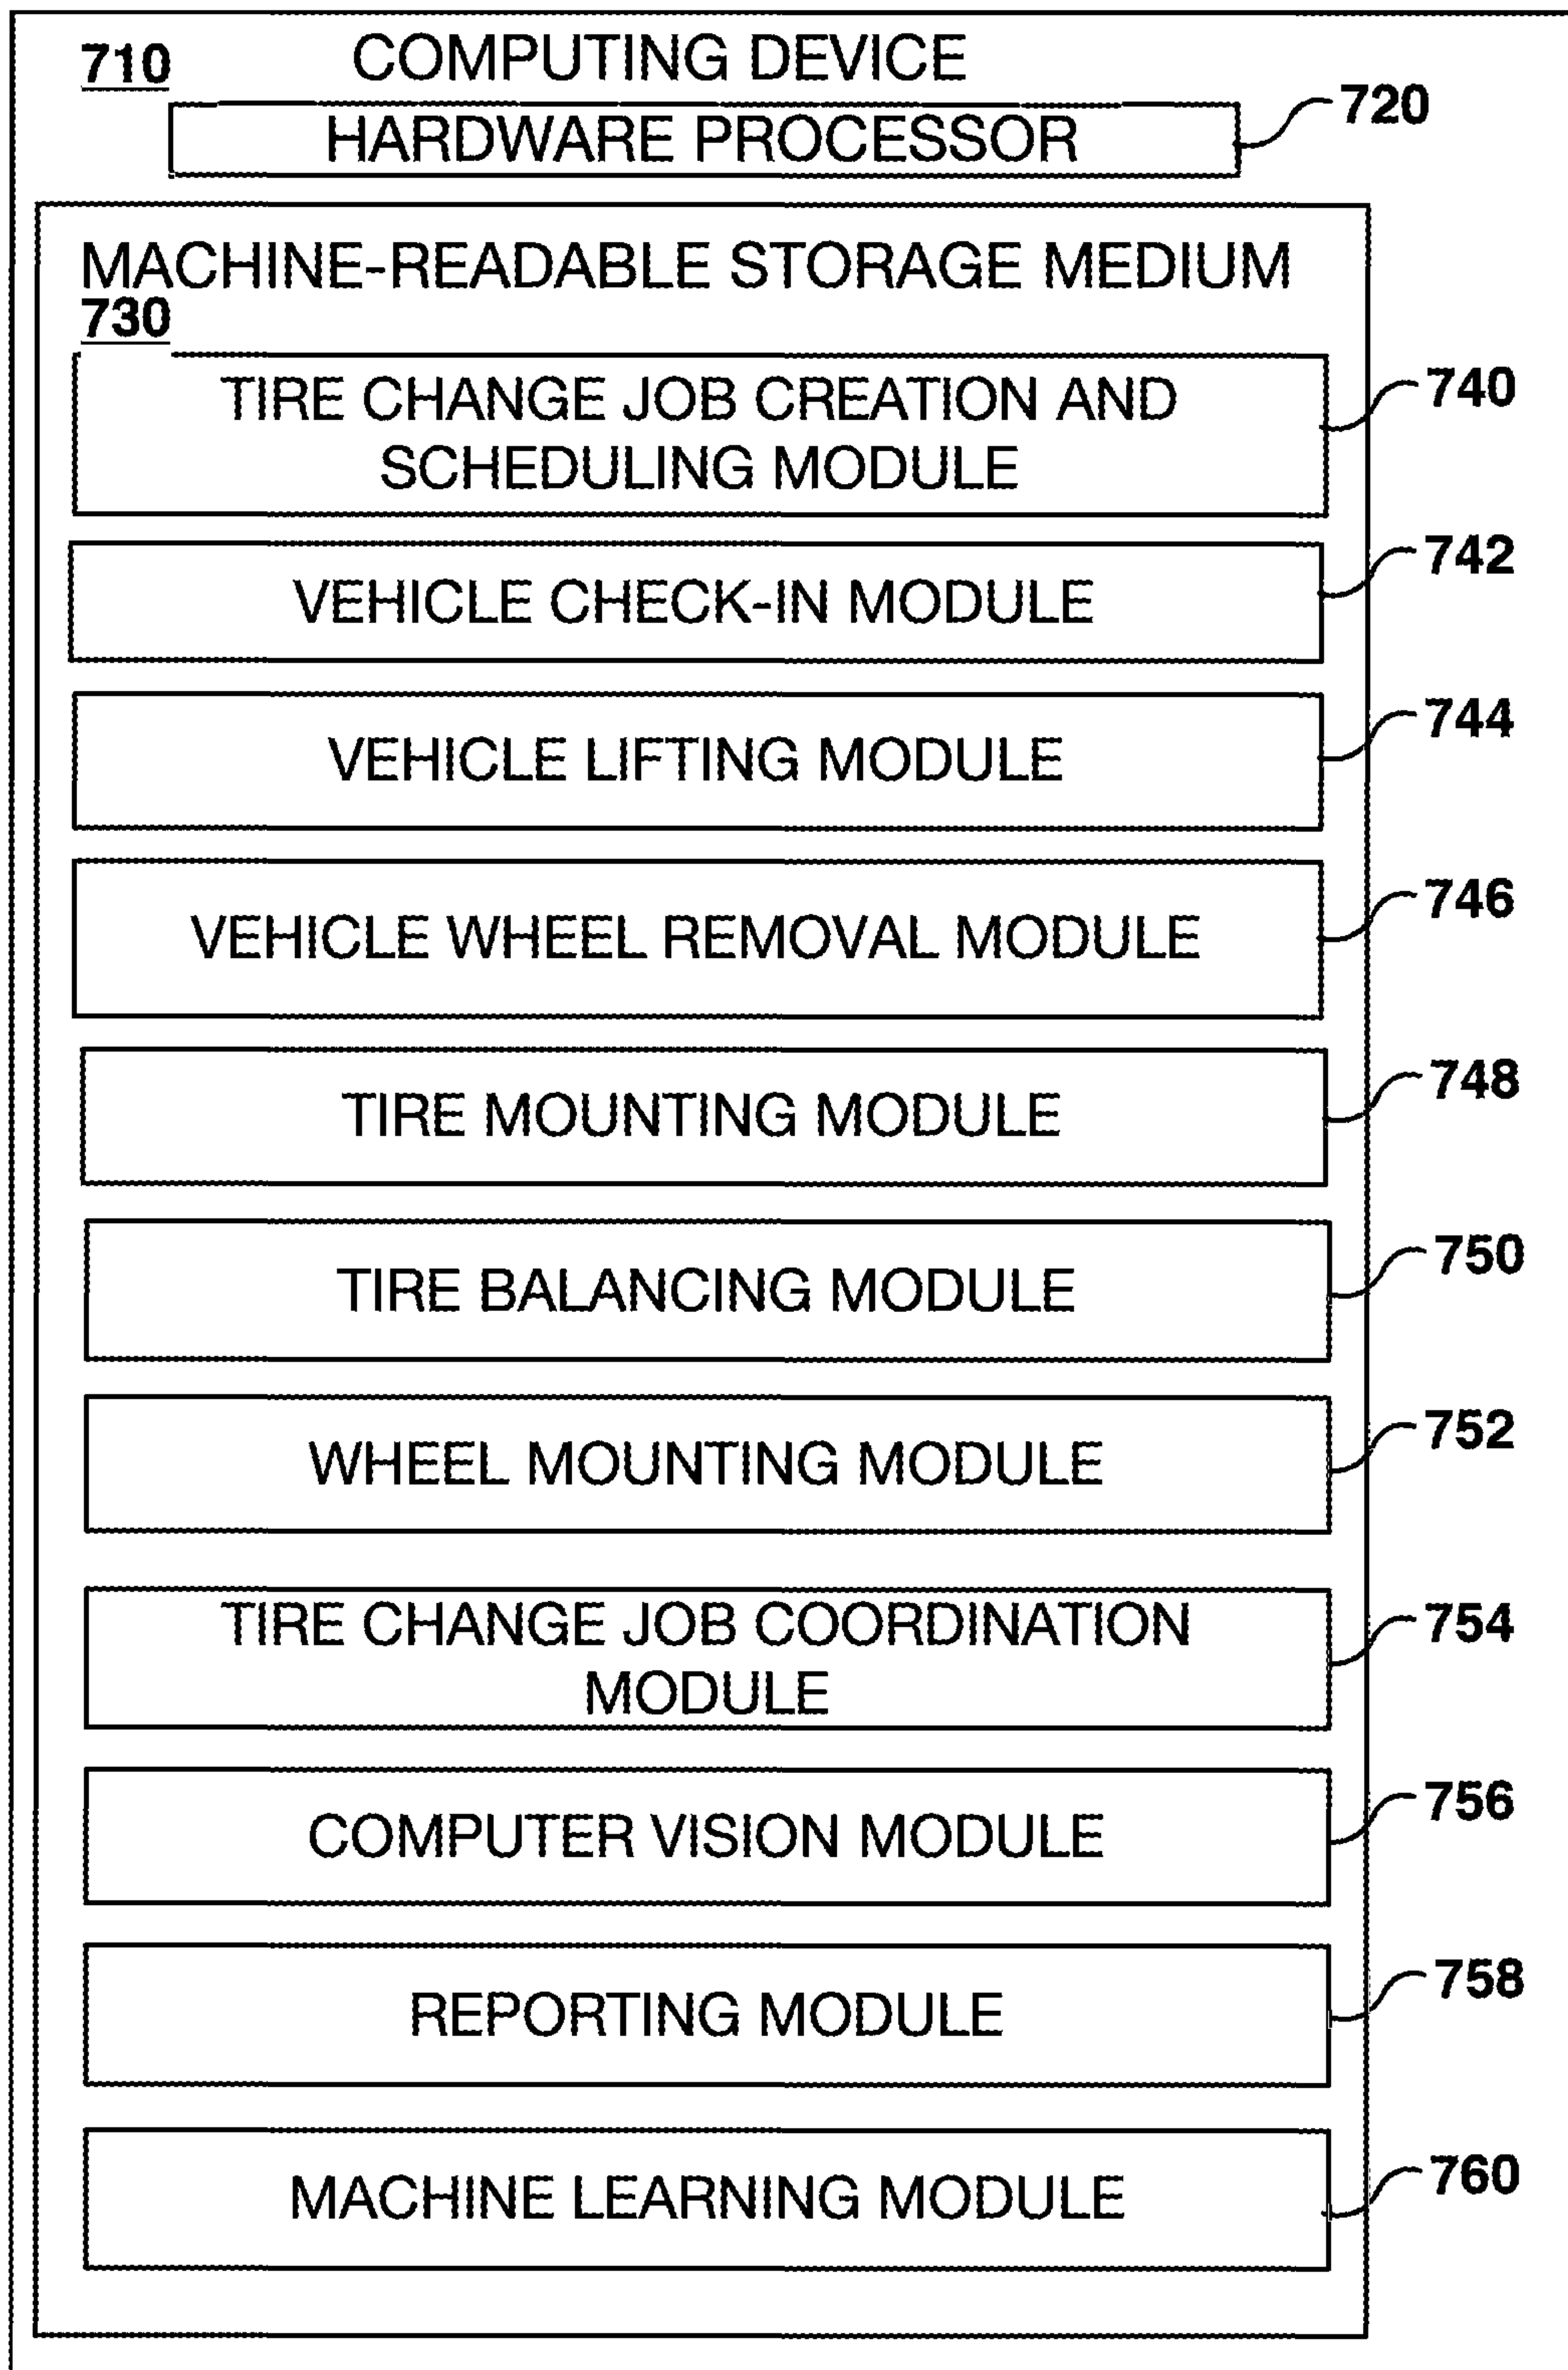 710 COMPUTING DEVICE
HARDWARE PROCESSOR 720
MACHINE-READABLE STORAGE MEDIUM
730
TIRE CHANGE JOB CREATION AND
SCHEDULING MODULE
740
VEHICLE CHECK-IN MODULE 742
VEHICLE LIFTING MODULE 744
VEHICLE WHEEL REMOVAL MODULE 746
TIRE MOUNTING MODULE 748
TIRE BALANCING MODULE 750
WHEEL MOUNTING MODULE 752
TIRE CHANGE JOB COORDINATION
MODULE
754
COMPUTER VISION MODULE 756
REPORTING MODULE 758
MACHINE LEARNING MODULE 760